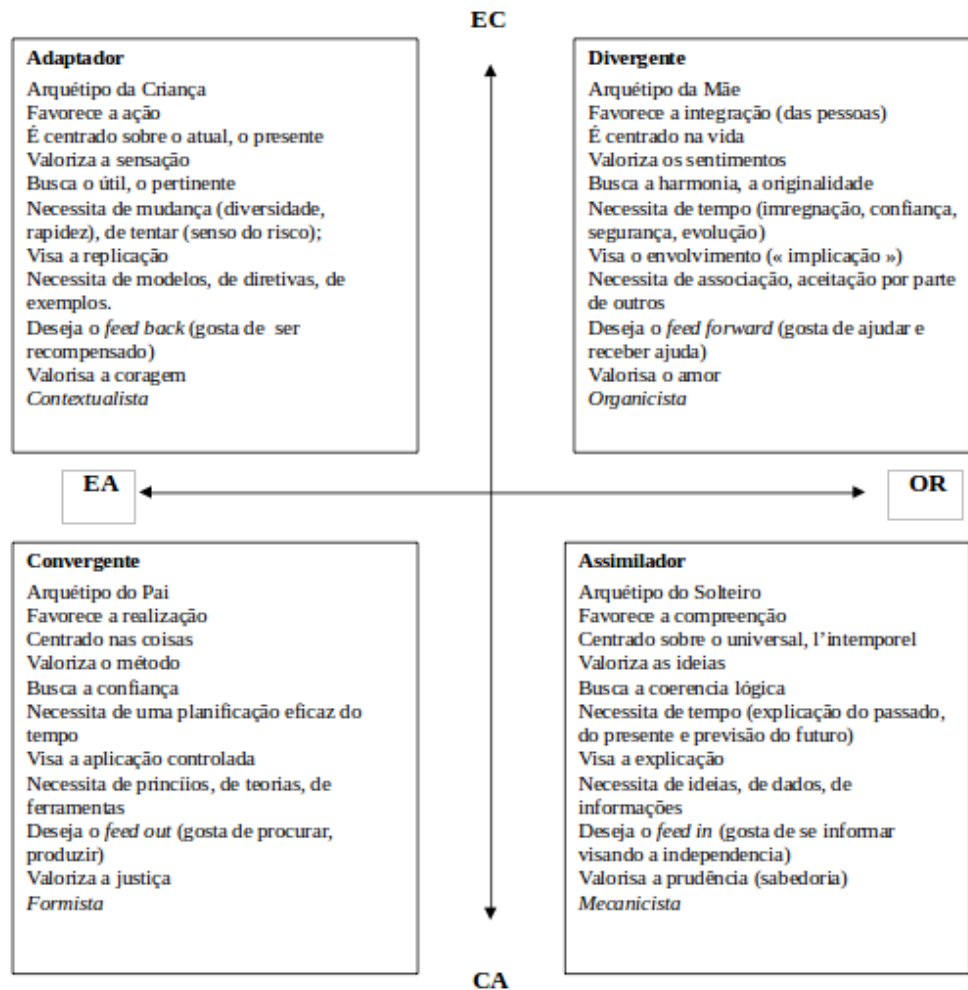 EC
Adaptador
Arquétipo da Criança
Favorece a ação
É centrado sobre o atual, o presente
Valoriza a sensação
Busca o útil, o pertinente
Necessita de mudança (diversidade,
rapidez), de tentar (senso do risco);
Visa a replicação
Necessita de modelos, de diretivas, de
exemplos.
Deseja o feed back (gosta de ser
recompensado)
Valorisa a coragem
Contextualista
Divergente
Arquétipo da Mãe
Favorece a integração (das pessoas)
É centrado na vida
Valoriza os sentimentos
Busca a harmonia, a originalidade
Necessita de tempo (imregnação, confiança,
segurança, evolução)
Visa o envolvimento (« implicação »)
Necessita de associação, aceitação por parte
de outros
Deseja o feed forward (gosta de ajudar e
receber ajuda)
Valorisa o amor
Organicista
EA
OR
Convergente
Arquétipo do Pai
Favorece a realização
Centrado nas coisas
Valoriza o método
Busca a confiança
Necessita de uma planificação eficaz do
tempo
Visa a aplicação controlada
Necessita de princíios, de teorias, de
ferramentas
Deseja o feed out (gosta de procurar,
produzir)
Valoriza a justiça
Formista
Assimilador
Arquétipo do Solteiro
Favorece a compreenção
Centrado sobre o universal, l'intemporel
Valoriza as ideias
Busca a coerencia lógica
Necessita de tempo (explicação do passado,
do presente e previsão do futuro)
Visa a explicação
Necessita de ideias, de dados, de
informações
Deseja o feed in (gosta de se informar
visando a independencia)
Valorisa a prudência (sabedoria)
Mecanicista
CA